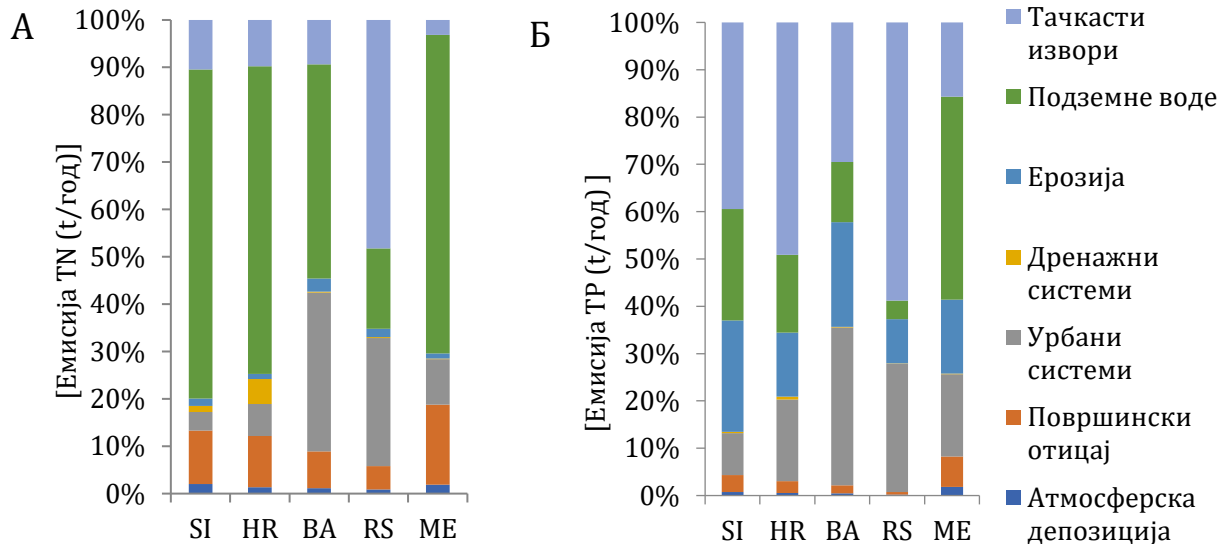 А
[Емисија TN (t/год)]
100%
90%
80%
70%
60%
50%
40%
30%
20%
10%
0%
SI HR BA RS ME
Б
[Емисија TP (t/год) ]
100%
90%
80%
70%
60%
50%
40%
30%
20%
10%
0%
SI HR BA RS ME
Тачкасти
извори
Подземне воде
Ерозија
Дренажни
системи
Урбани
системи
Површински
отицај
Атмосферска
депозиција